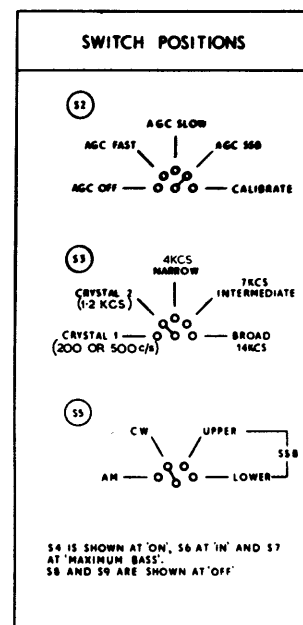 SWITCH POSITIONS
S2
AGC SLOW
AGC FAST
AGC SSB
AGC OFF
CALIBRATE
S3
4KCS
NARROW
CRYSTAL 2
(1·2 KCS)
7KCS
INTERMEDIATE
CRYSTAL 1
(200 OR 500 c/s)
BROAD
14KCS
S5
CW
UPPER
SSB
AM
LOWER
S4 IS SHOWN AT 'ON', S6 AT 'IN' AND S7
AT 'MAXIMUM BASS'.
S8 AND S9 ARE SHOWN AT 'OFF'